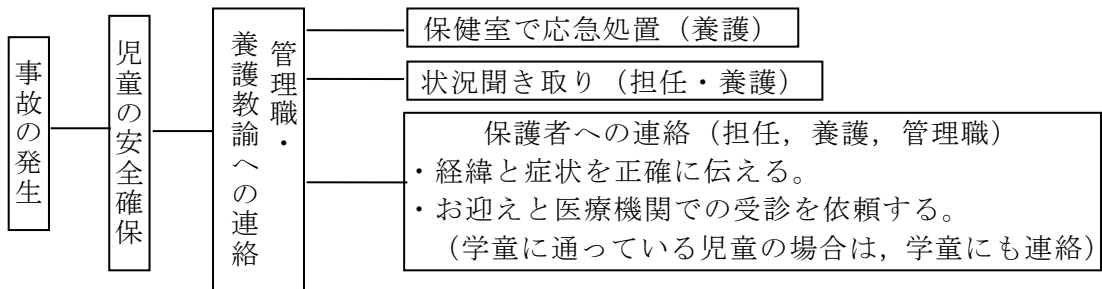 事故の発生
児童の安全確保
管理職・
養護教諭への連絡
保健室で応急処置（養護）
状況聞き取り（担任・養護）
保護者への連絡（担任，養護，管理職）
・経緯と症状を正確に伝える。
・お迎えと医療機関での受診を依頼する。
（学童に通っている児童の場合は，学童にも連絡）